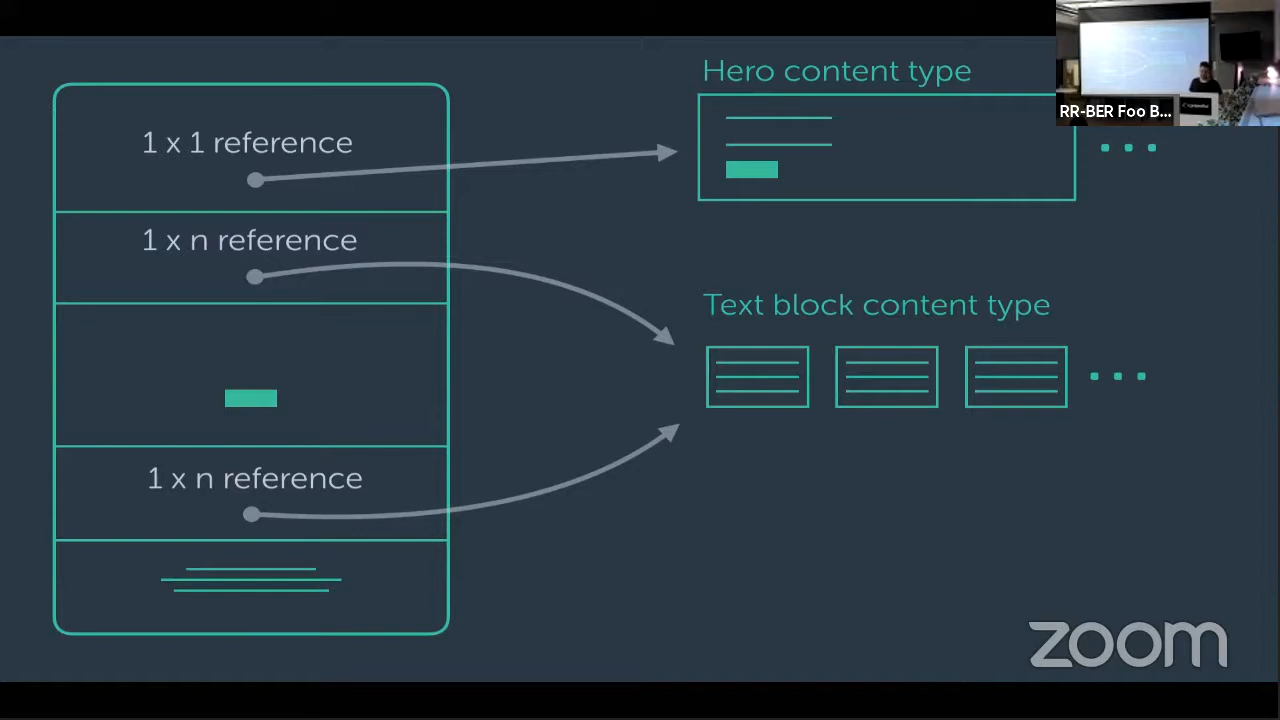 Hero content type
RR-BER Foo B...
1 x 1 reference
1 x n reference
Text block content type
1 x n reference
zoom